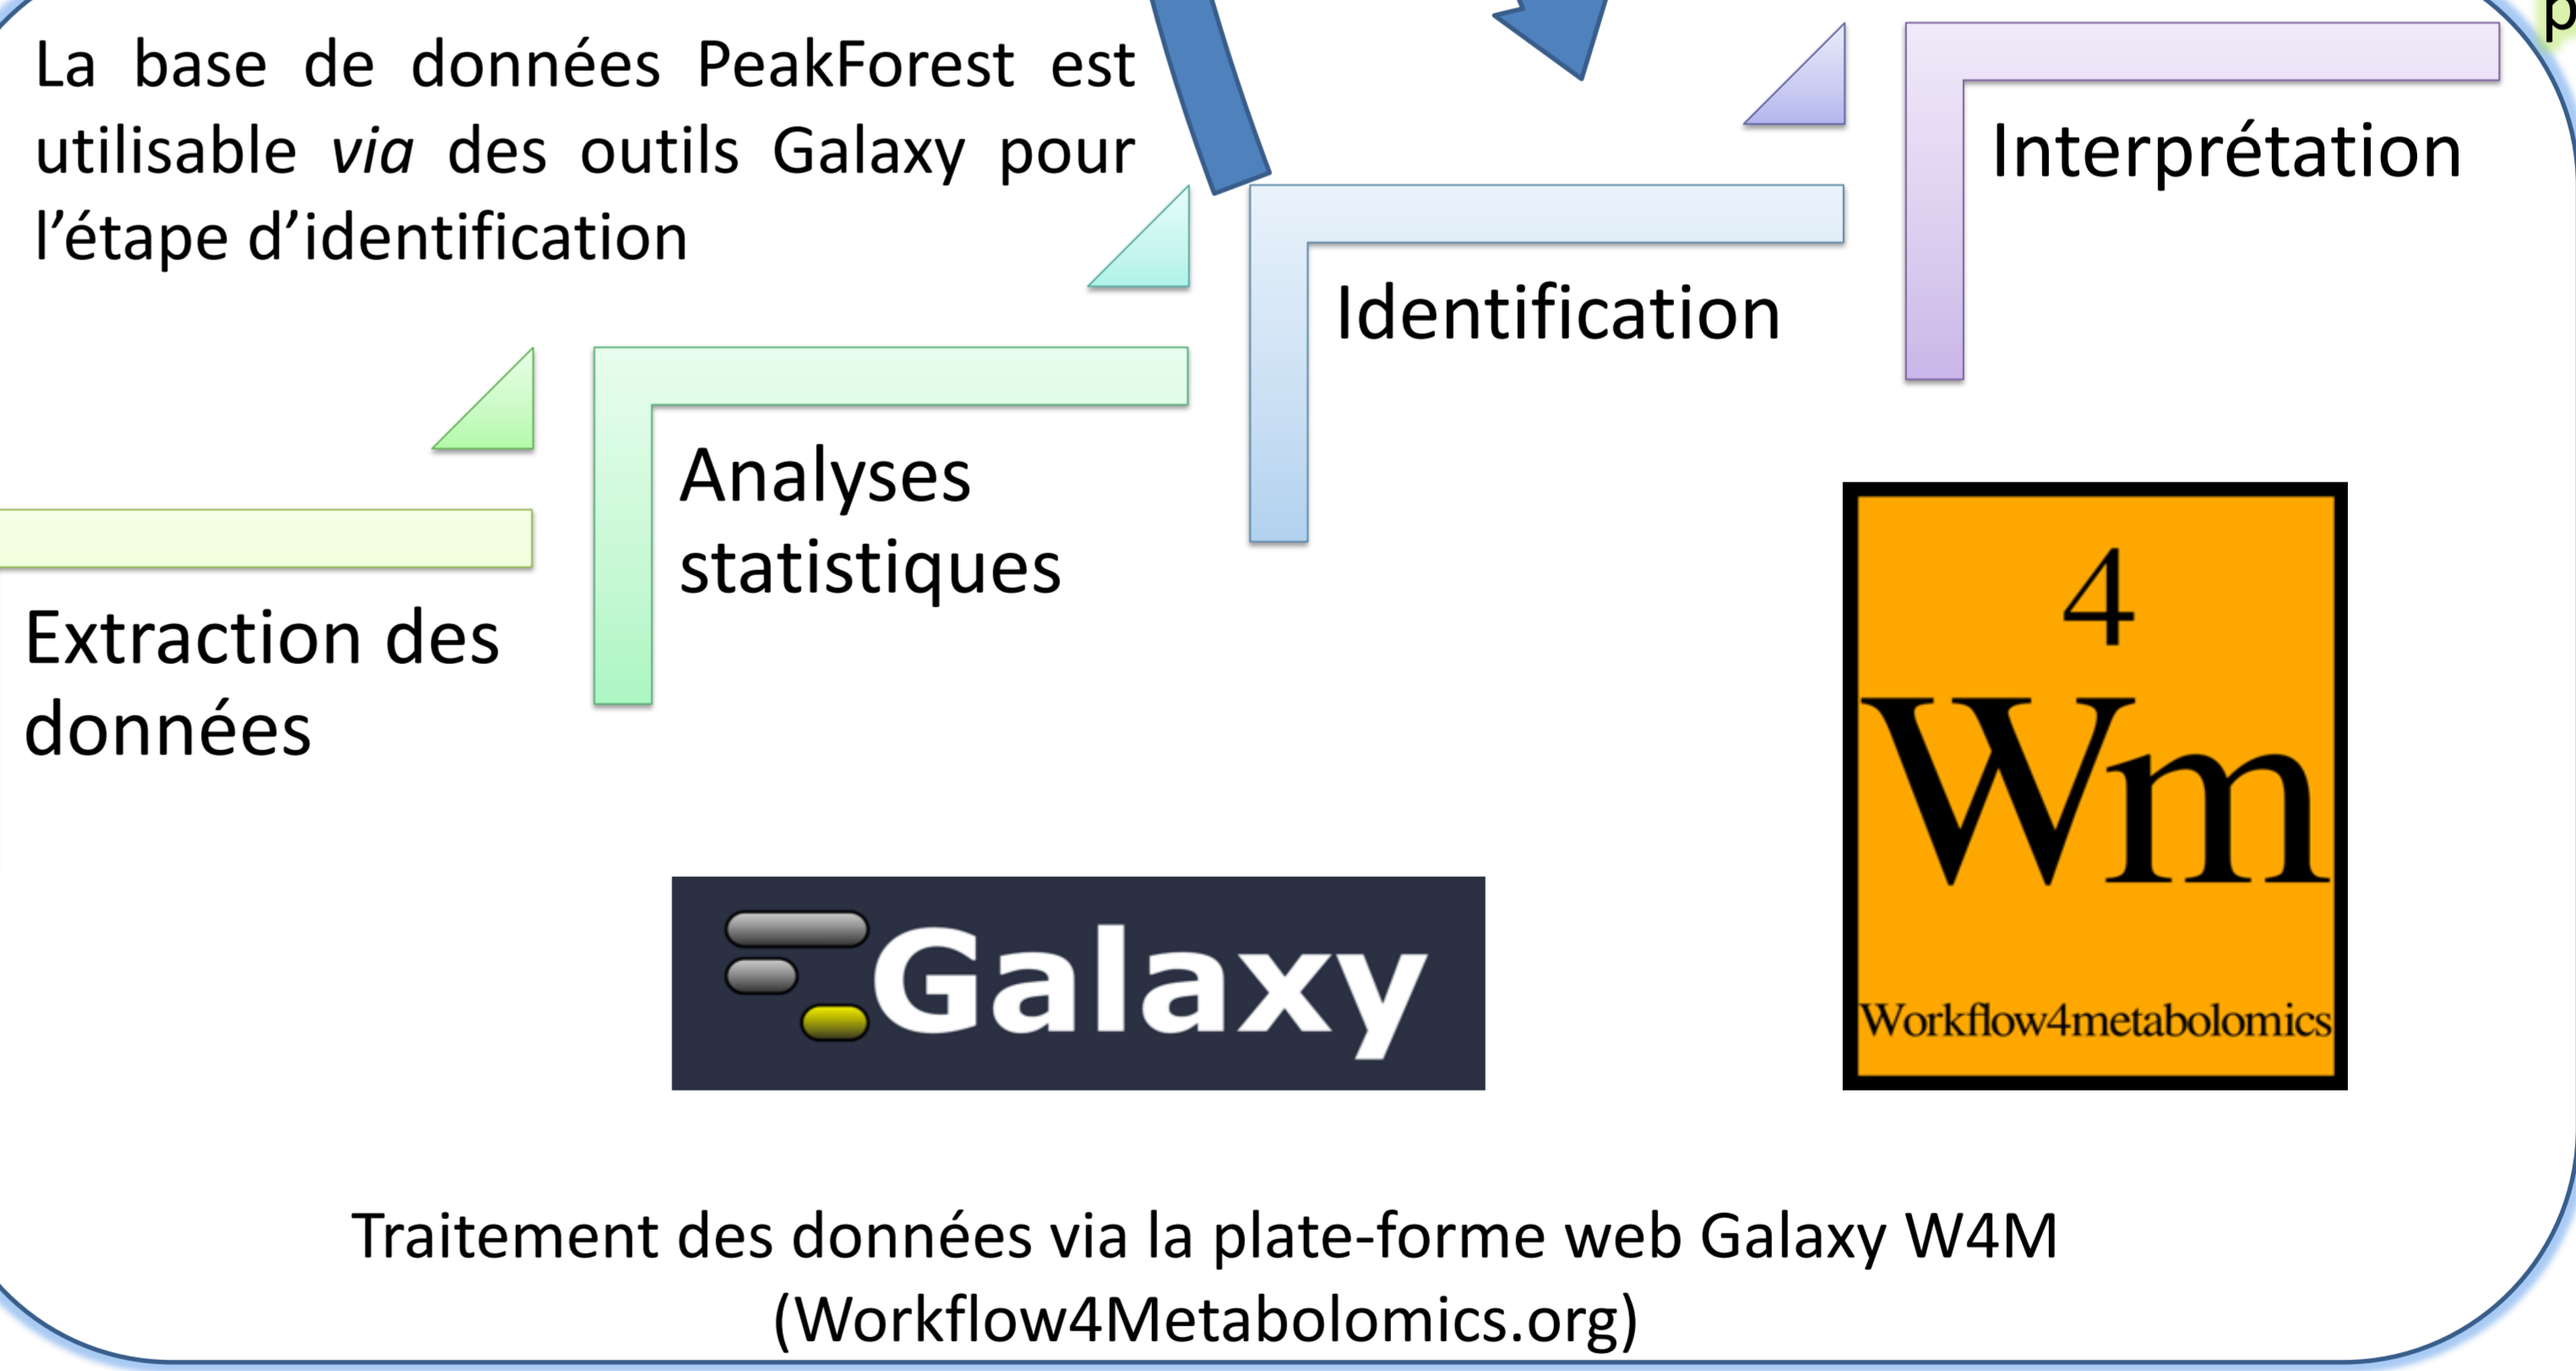 La base de données PeakForest est
utilisable via des outils Galaxy pour
l’étape d’identification
Interprétation
Identification
Analyses
statistiques
Extraction des
données
4
Wm
Workflow4metabolomics
Galaxy
Traitement des données via la plate-forme web Galaxy W4M
(Workflow4Metabolomics.org)